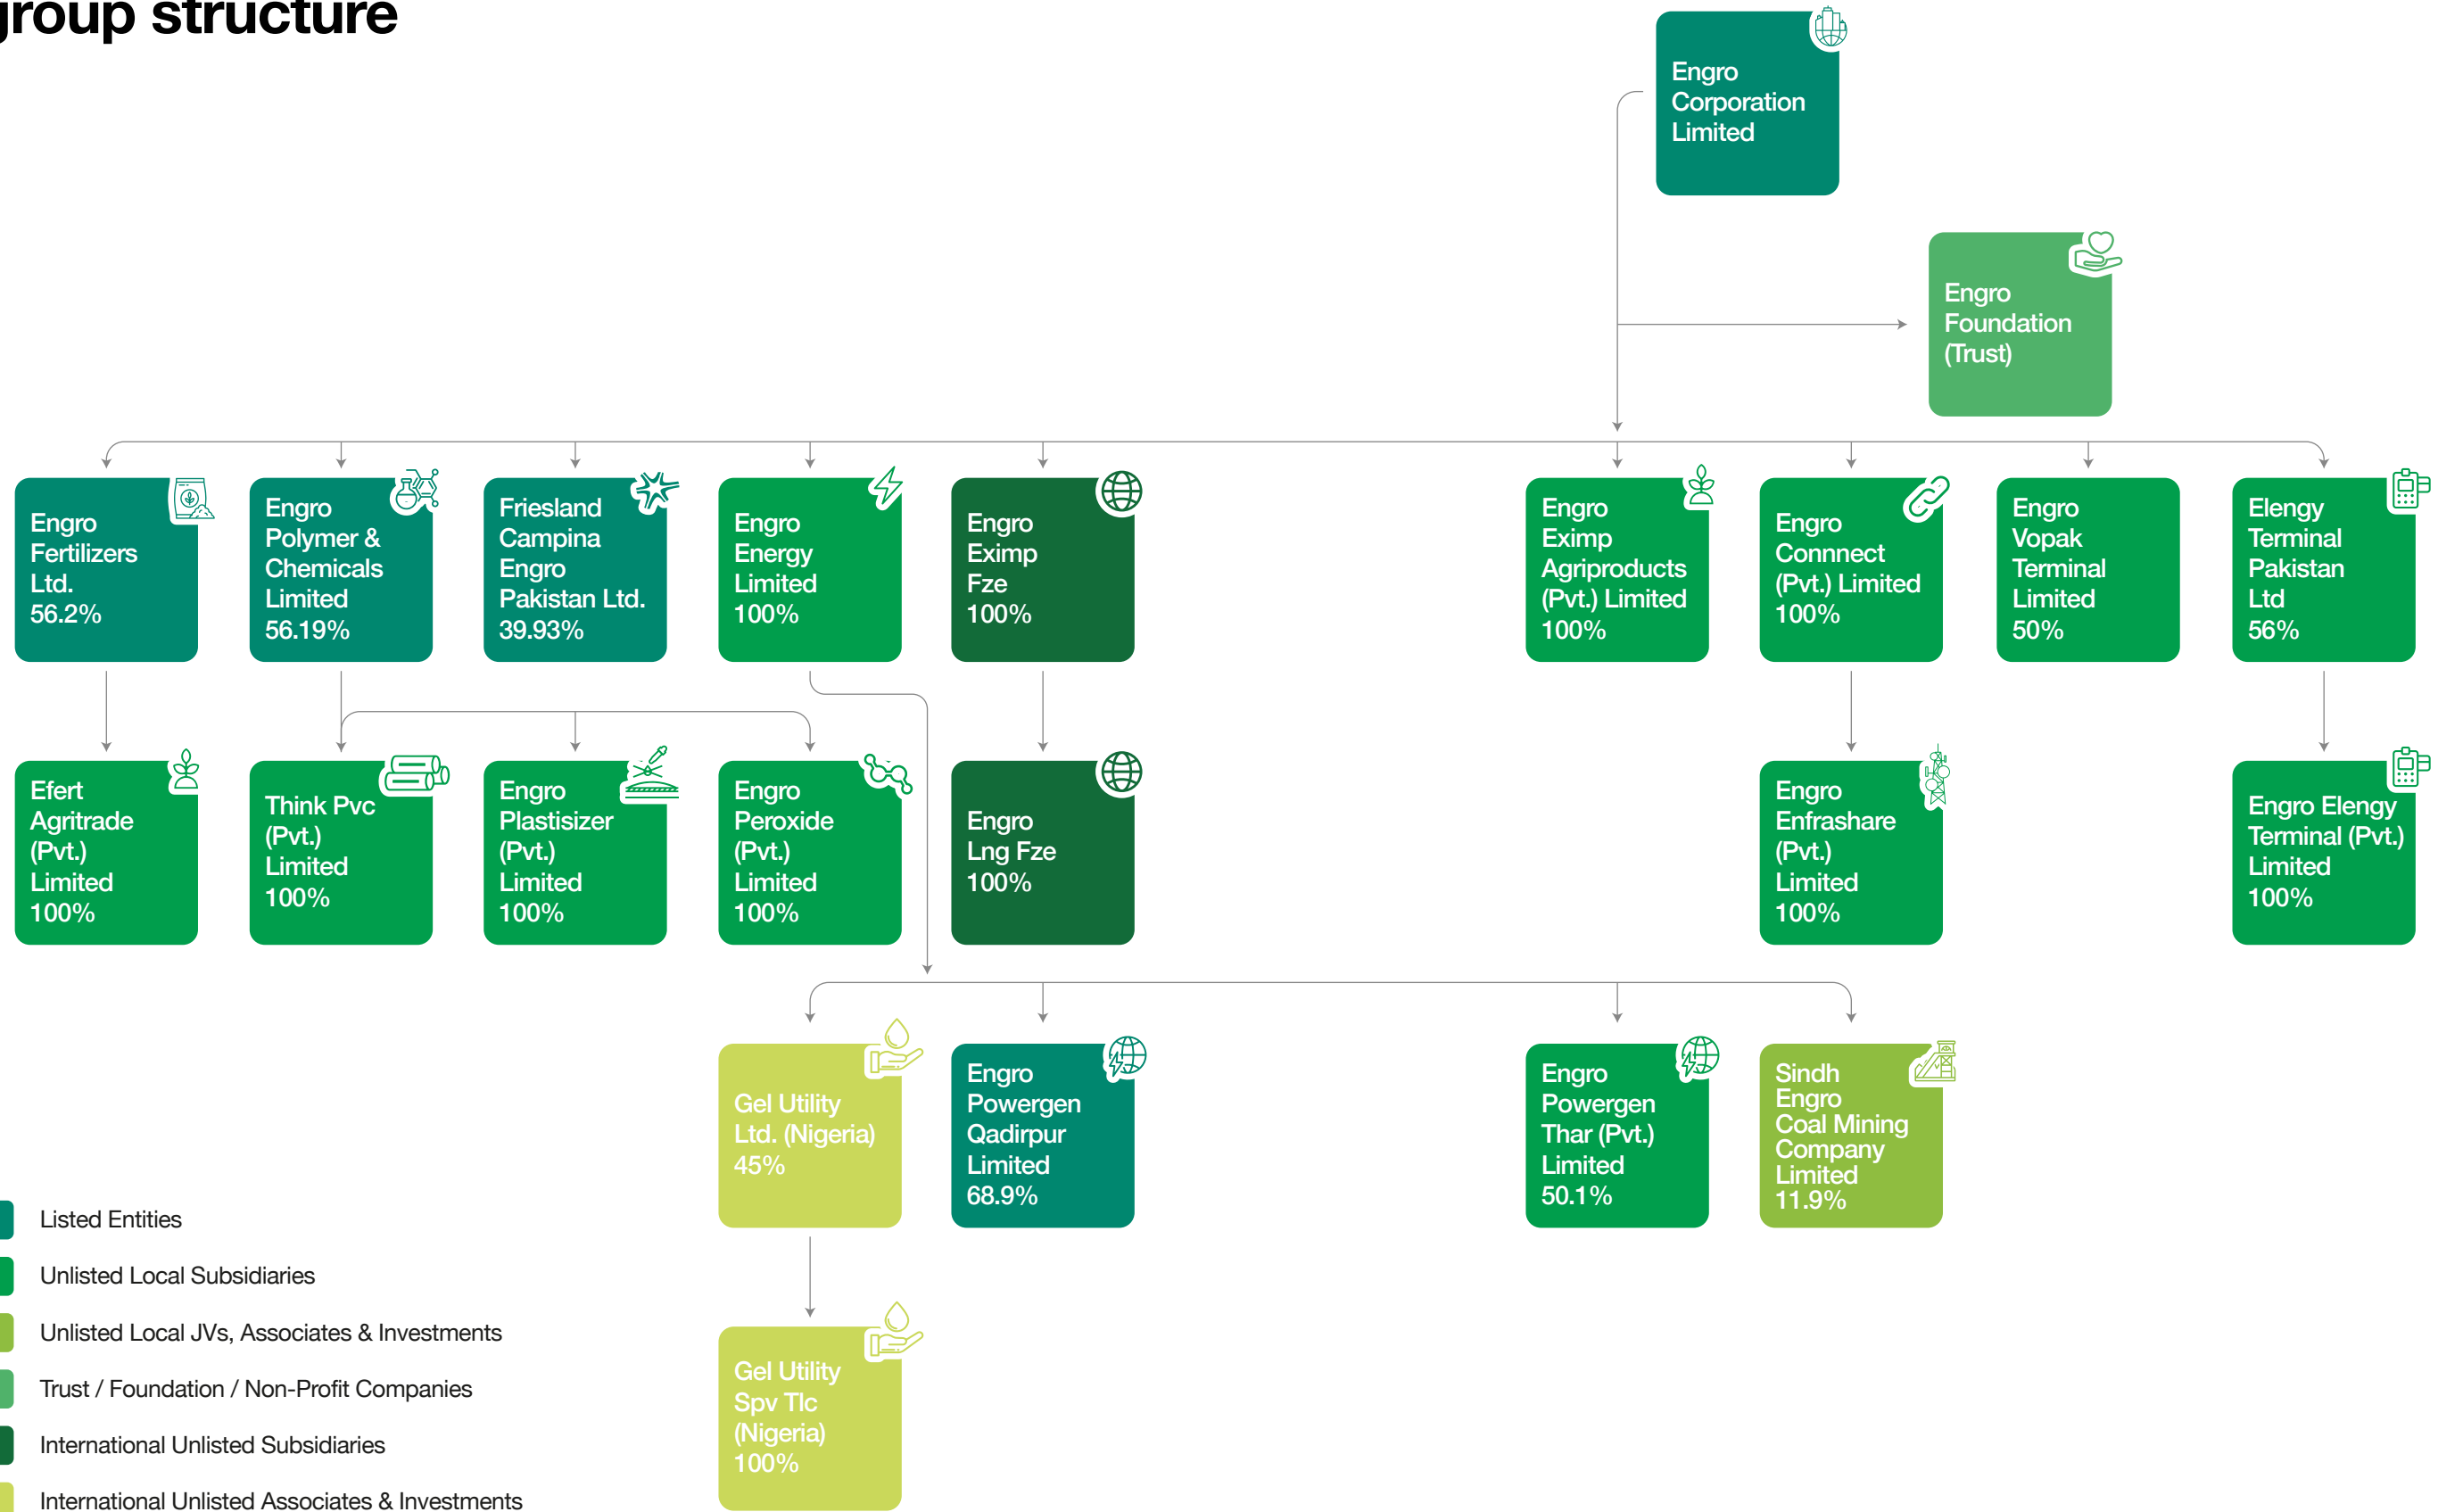 group structure
Engro
Corporation
Limited
Engro
Foundation
(Trust)
Engro
Fertilizers
Ltd.
56.2%
Engro
Polymer &
Chemicals
Limited
56.19%
Friesland
Campina
Engro
Pakistan Ltd.
39.93%
Engro
Energy
Limited
100%
Engro
Eximp
Fze
100%
Engro
Eximp
Agriproducts
(Pvt.) Limited
100%
Engro
Connnect
(Pvt.) Limited
100%
Engro
Vopak
Terminal
Limited
50%
Elengy
Terminal
Pakistan
Ltd
56%
Efert
Agritrade
(Pvt.)
Limited
100%
Think Pvc
(Pvt.)
Limited
100%
Engro
Plastisizer
(Pvt.)
Limited
100%
Engro
Peroxide
(Pvt.)
Limited
100%
Engro
Lng Fze
100%
Engro
Enfrashare
(Pvt.)
Limited
100%
Engro Elengy
Terminal (Pvt.)
Limited
100%
Gel Utility
Ltd. (Nigeria)
45%
Engro
Powergen
Qadirpur
Limited
68.9%
Engro
Powergen
Thar (Pvt.)
Limited
50.1%
Sindh
Engro
Coal Mining
Company
Limited
11.9%
Gel Utility
Spv Tlc
(Nigeria)
100%
Listed Entities
Unlisted Local Subsidiaries
Unlisted Local JVs, Associates & Investments
Trust / Foundation / Non-Profit Companies
International Unlisted Subsidiaries
International Unlisted Associates & Investments